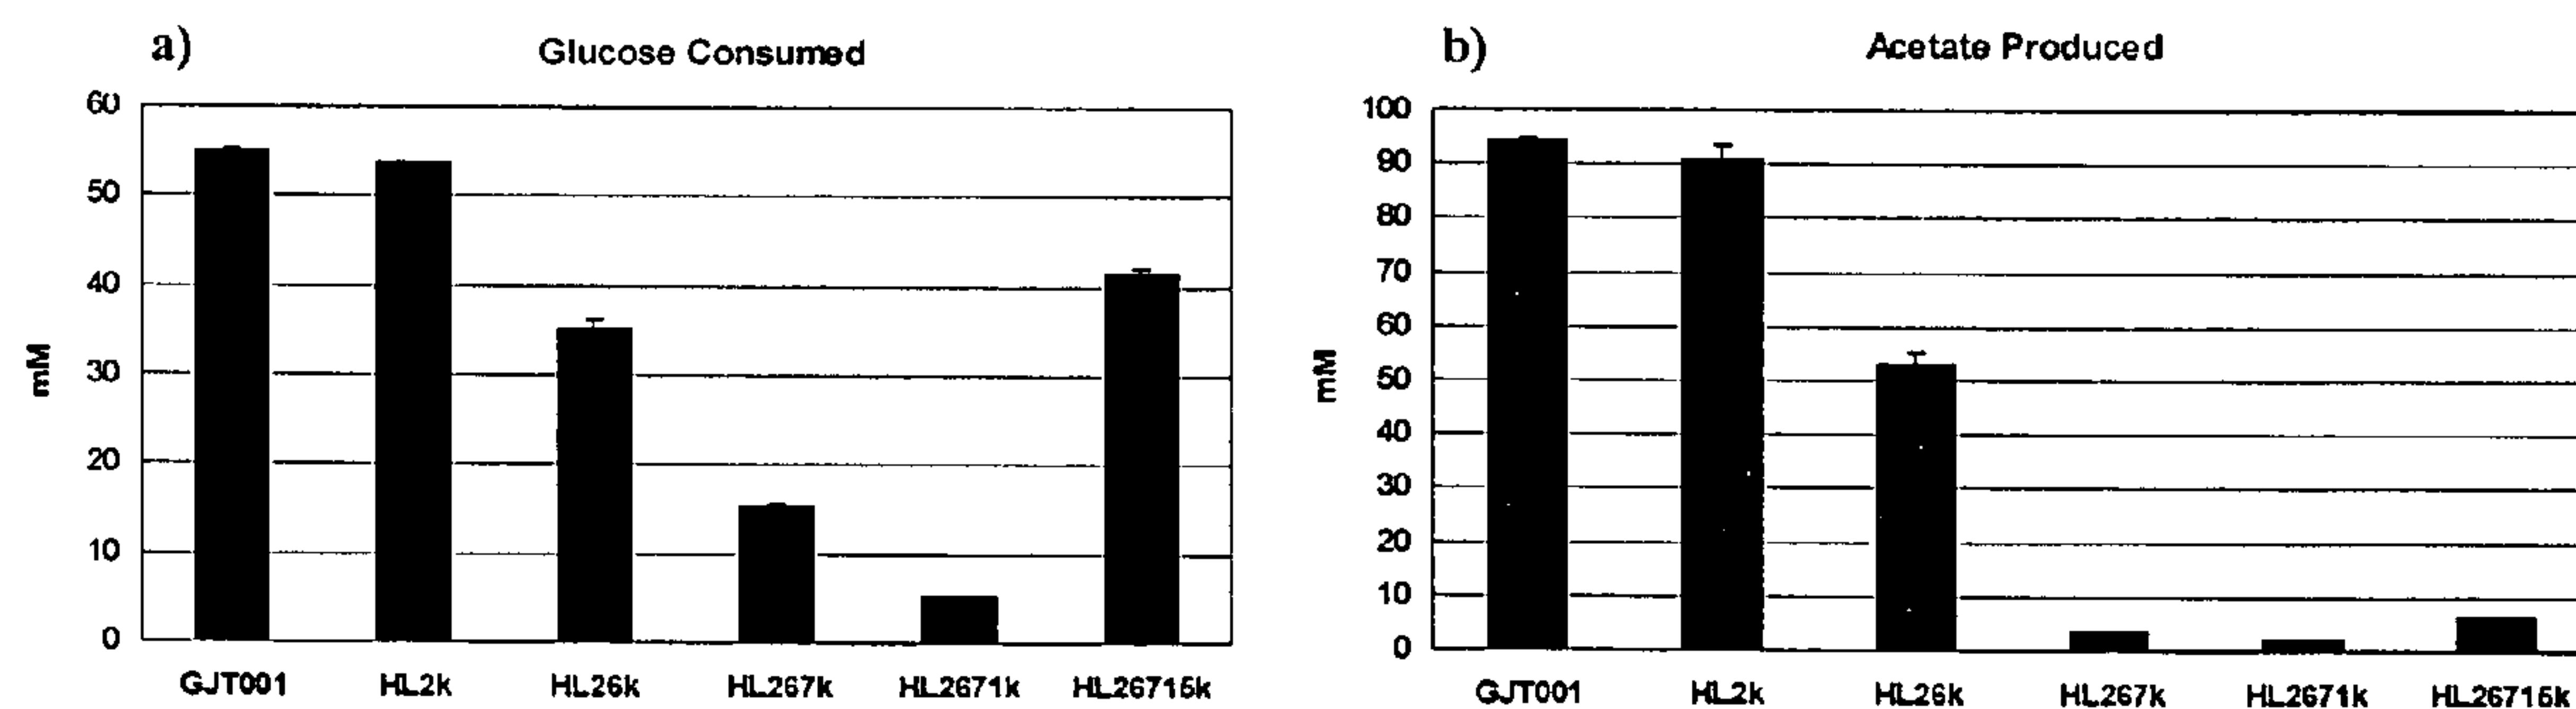 a)
Glucose Consumed
60
50
40
30
20
10
0
mM
GJT001 HL2k HL26k HL267k HL2671k HL26715k
b)
Acetate Produced
100
90
80
70
60
50
40
30
20
10
0
mM
GJT001 HL2k HL26k HL267k HL2671k HL26715k